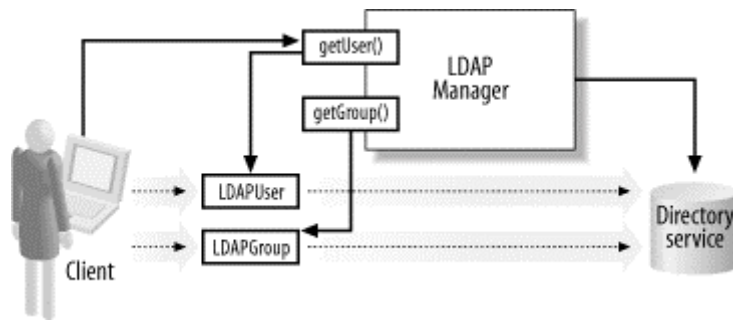 getUser()
LDAP
Manager
getGroup()
LDAPUser
LDAPGroup
Directory
service
Client